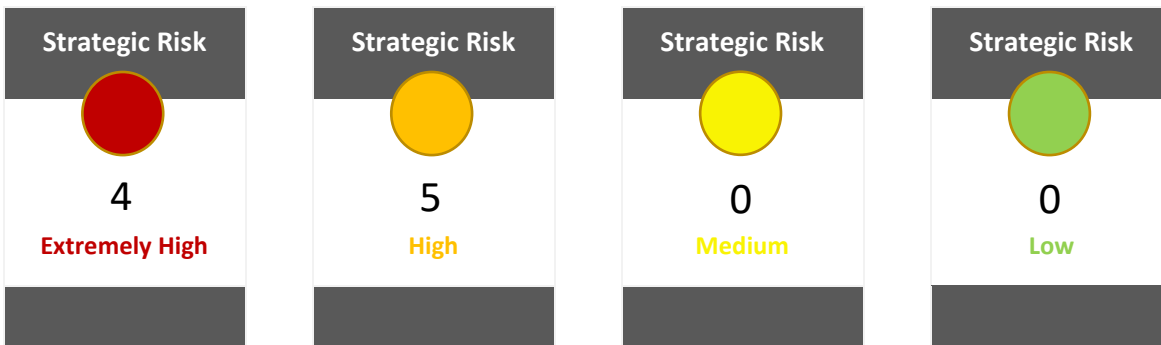 Strategic Risk
4
Extremely High
Strategic Risk
5
High
Strategic Risk
0
Medium
Strategic Risk
0
Low